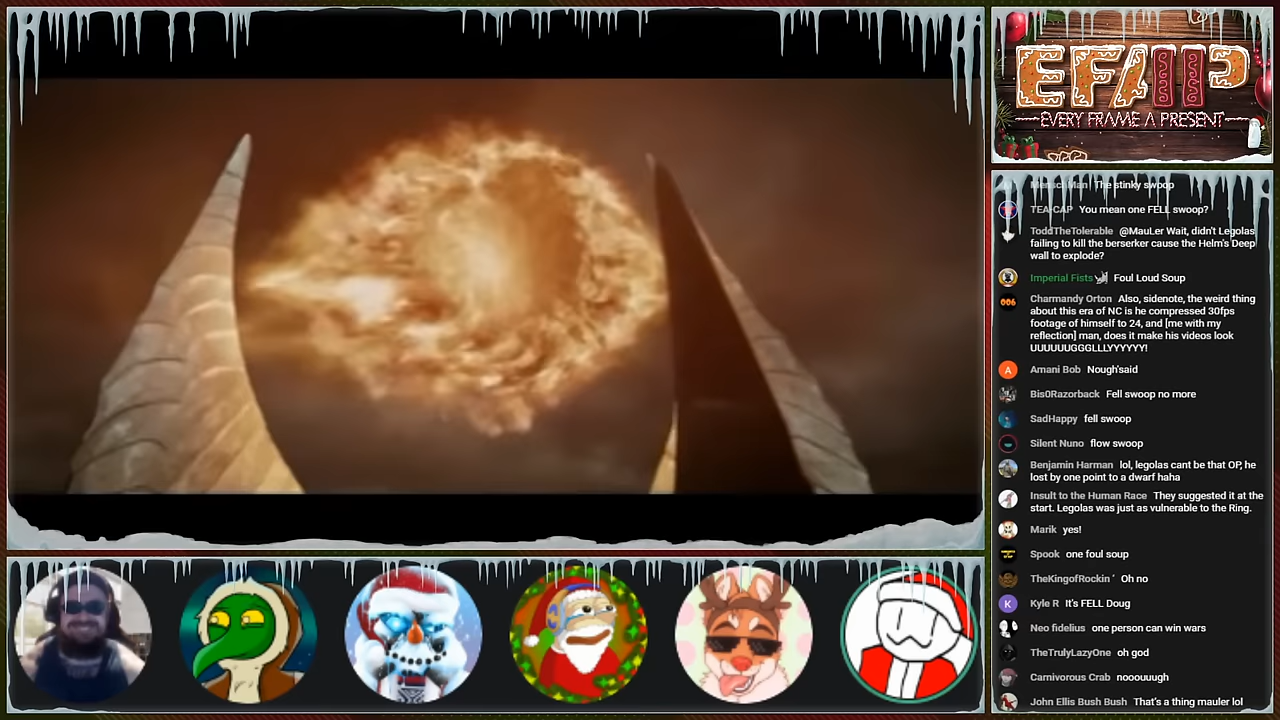 EFAP
EVERY FRAME A PRESENT
The stinky swoop
TEA-CAP You mean one FELL swoop?
ToddTheTolerable @MauLer Wait, didn't Legolas
failing to kill the berserker cause the Helm's Deep
wall to explode?
Imperial Fists Foul Loud Soup
Charmandy Orton Also, sidenote, the weird thing
about this era of NC is he compressed 30fps
footage of himself to 24, and [me with my
reflection] man, does it make his videos look
UUUUUUGGGLLLYYYYYY!
Amani Bob Nough'said
Bis0Razorback Fell swoop no more
SadHappy fell swoop
Silent Nuno flow swoop
Benjamin Harman lol, legolas cant be that OP, he
lost by one point to a dwarf haha
Insult to the Human Race They suggested it at the
start. Legolas was just as vulnerable to the Ring.
Marik yes!
Spook one foul soup
TheKingofRockin ' Oh no
Kyle R It's FELL Doug
Neo fidelius one person can win wars
TheTrulyLazyOne oh god
Carnivorous Crab nooouuugh
John Ellis Bush Bush That's a thing mauler lol